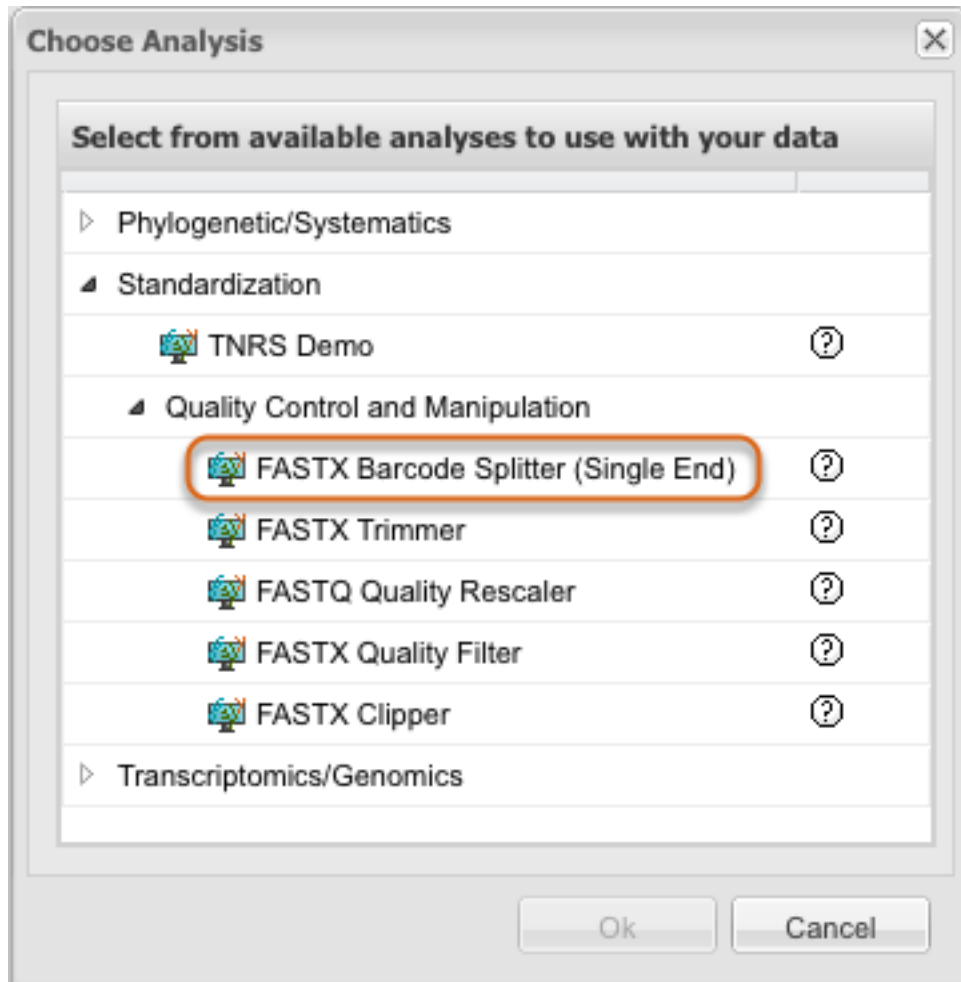 Choose Analysis
Select from available analyses to use with your data
Phylogenetic/Systematics
Standardization
TNRS Demo
Quality Control and Manipulation
FASTX Barcode Splitter (Single End)
FASTX Trimmer
FASTQ Quality Rescaler
FASTX Quality Filter
FASTX Clipper
Transcriptomics/Genomics
Ok Cancel